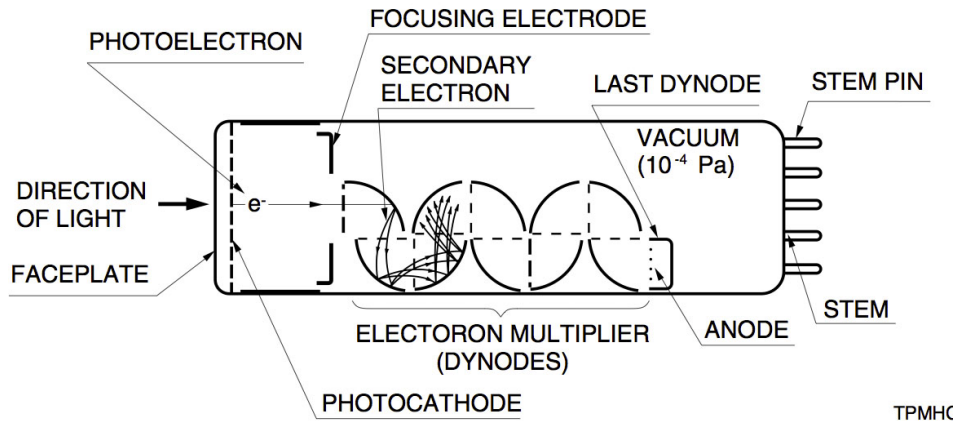 FOCUSING ELECTRODE
PHOTOELECTRON
SECONDARY
ELECTRON
LAST DYNODE
STEM PIN
VACUUM
(10⁻⁴ Pa)
DIRECTION
OF LIGHT
e⁻
FACEPLATE
ELECTORON MULTIPLIER
(DYNODES)
ANODE
STEM
PHOTOCATHODE
TPMHC